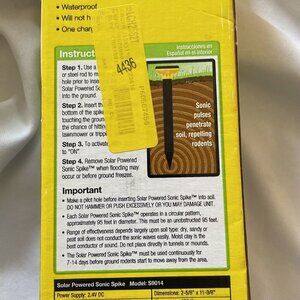 • Waterproof
• Will not h
• One charg
Instruct
Instrucciones en
Español en el interior
Step 1. Use a
or steel rod to m
hole prior to inser
Solar Powered So
into the ground.
Step 2. Insert the
bottom of the spike
touching the
the chance of hitting
lawnmower or trippin
Step 3. To activate
to "ON".
Step 4. Remove Solar Powered
Sonic Spike™ when flooding may
occur or before ground freezes.
4436
Sonic
pulses
penetrate
soil, repelling
rodents
Important
• Make a pilot hole before inserting Solar Powered Sonic Spike™ into soil.
DO NOT HAMMER OR PUSH EXCESSIVELY OR YOU MAY DAMAGE UNIT.
• Each Solar Powered Sonic Spike™ operates in a circular pattern,
approximately 95 feet in diameter. This must be an unobstructed 95 feet.
• Range of effectiveness depends largely upon soil type: dry, sandy or
peat soil does not conduct the sonic waves easily. Moist clay is the
best conductor of sound. Do not place directly in tunnels or mounds.
• The Solar Powered Sonic Spike™ must be used continuously for
7-14 days before ground rodents start to move away from the area.
Solar Powered Sonic Spike Model: S9014
Power Supply: 2.4V DC
Dimensions: 2-5/8" x 11-3/8"